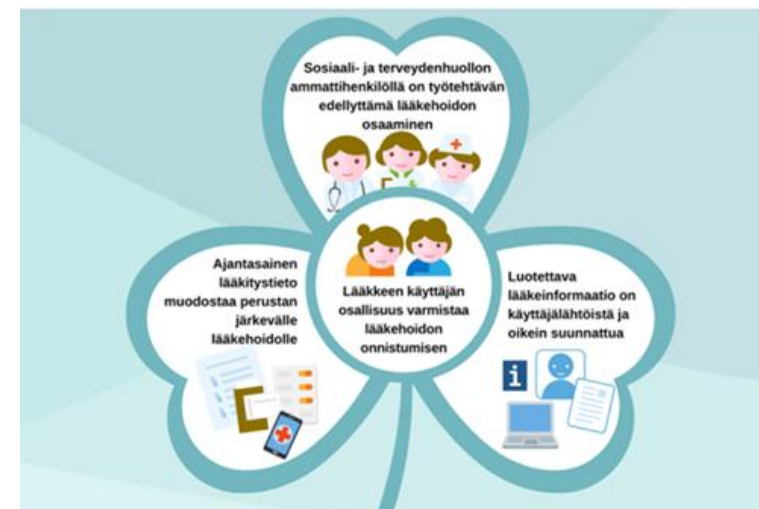 Sosiaali- ja terveydenhuollon
ammattihenkilöllä on työtehtävän
edellyttämä lääkehoidon
osaaminen
Ajantasainen
lääkitystieto
muodostaa perustan
järkevälle
lääkehoidolle
Lääkkeen käyttäjän
osallisuus varmistaa
lääkehoidon
onnistumisen
Luotettava
lääkeinformaatio on
käyttäjälähtöistä ja
oikein suunnattua
i